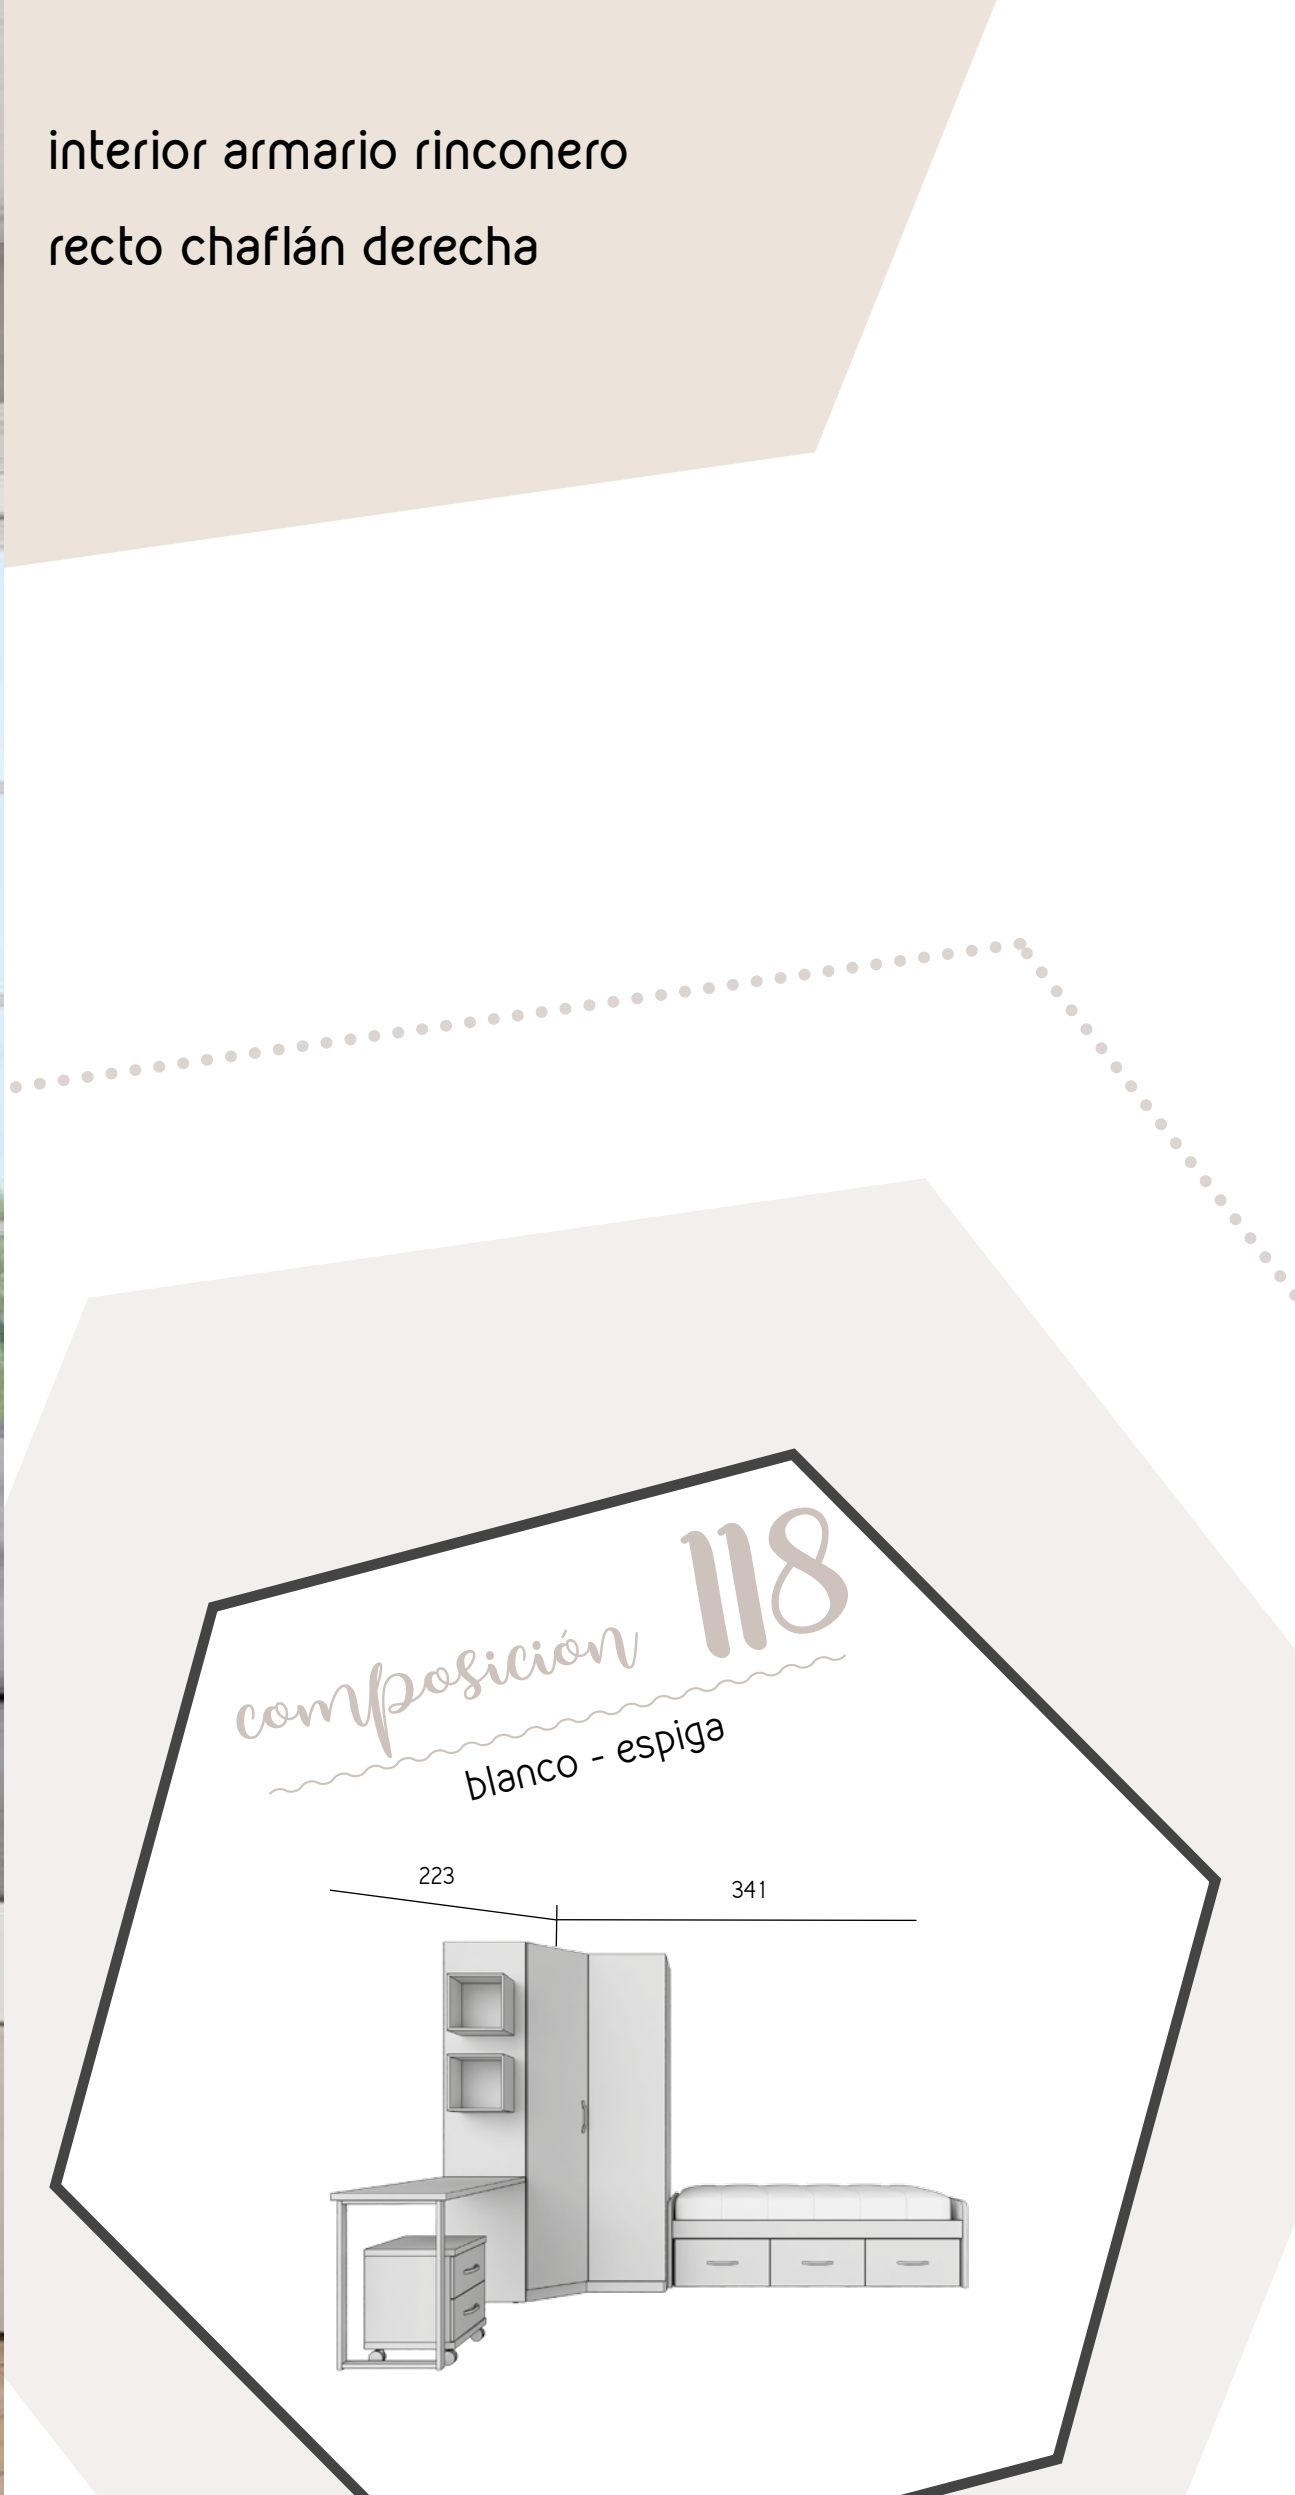 interior armario rinconero
recto chaflán derecha
composición 118
blanco - espiga
223
341